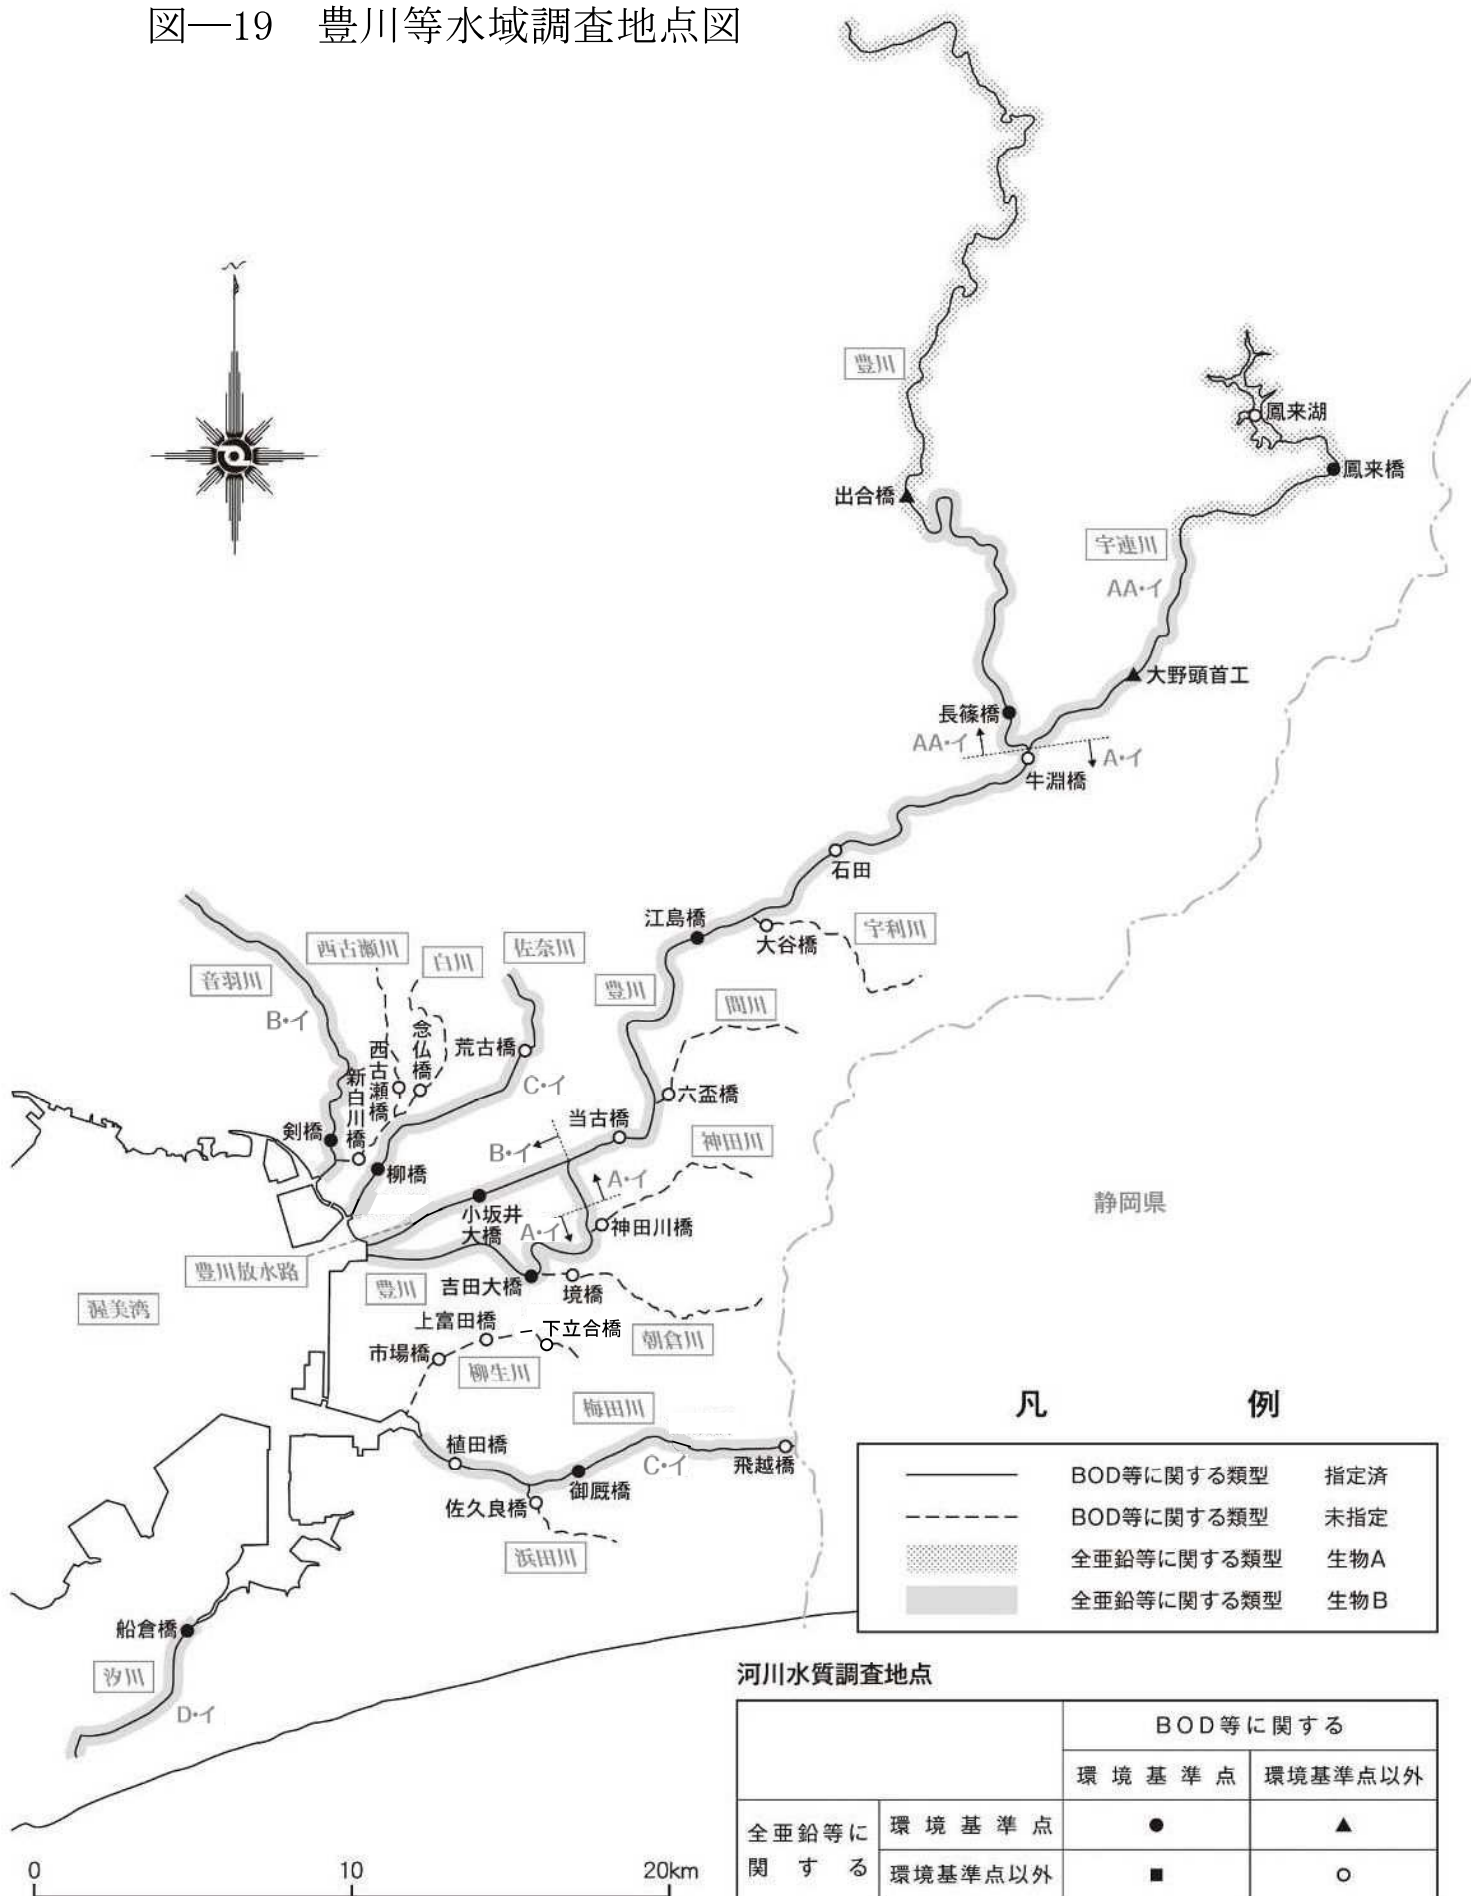 図―19 豊川等水域調査地点図
豊川
鳳来湖
鳳来橋
出合橋
宇連川
AA・イ
大野頭首工
長篠橋
AA・イ
A・イ
牛淵橋
石田
江島橋
大谷橋
宇利川
西古瀬川
白川
佐奈川
音羽川
豊川
間川
B・イ
念仏橋
西古瀬橋
荒古橋
新白川橋
C・イ
六盃橋
当古橋
剣橋
B・イ
神田川
柳橋
A・イ
静岡県
小坂井
大橋
A・イ
神田川橋
豊川放水路
豊川
吉田大橋
境橋
渥美湾
上富田橋
下立合橋
朝倉川
市場橋
柳生川
梅田川
植田橋
C・イ
飛越橋
御厩橋
佐久良橋
浜田川
船倉橋
汐川
D・イ
凡 例
BOD等に関する類型 指定済
BOD等に関する類型 未指定
全亜鉛等に関する類型 生物A
全亜鉛等に関する類型 生物B
河川水質調査地点
BOD等に関する
環境基準点 環境基準点以外
全亜鉛等に
関する
環境基準点 ● ▲
環境基準点以外 ■ ○
0 10 20km